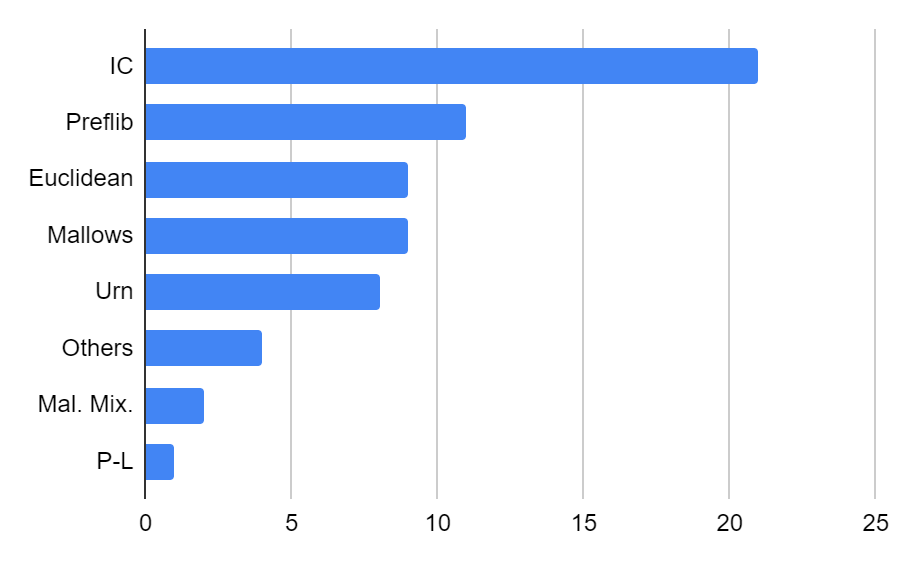 IC
Preflib
Euclidean
Mallows
Urn
Others
Mal. Mix.
P-L
0 5 10 15 20 25